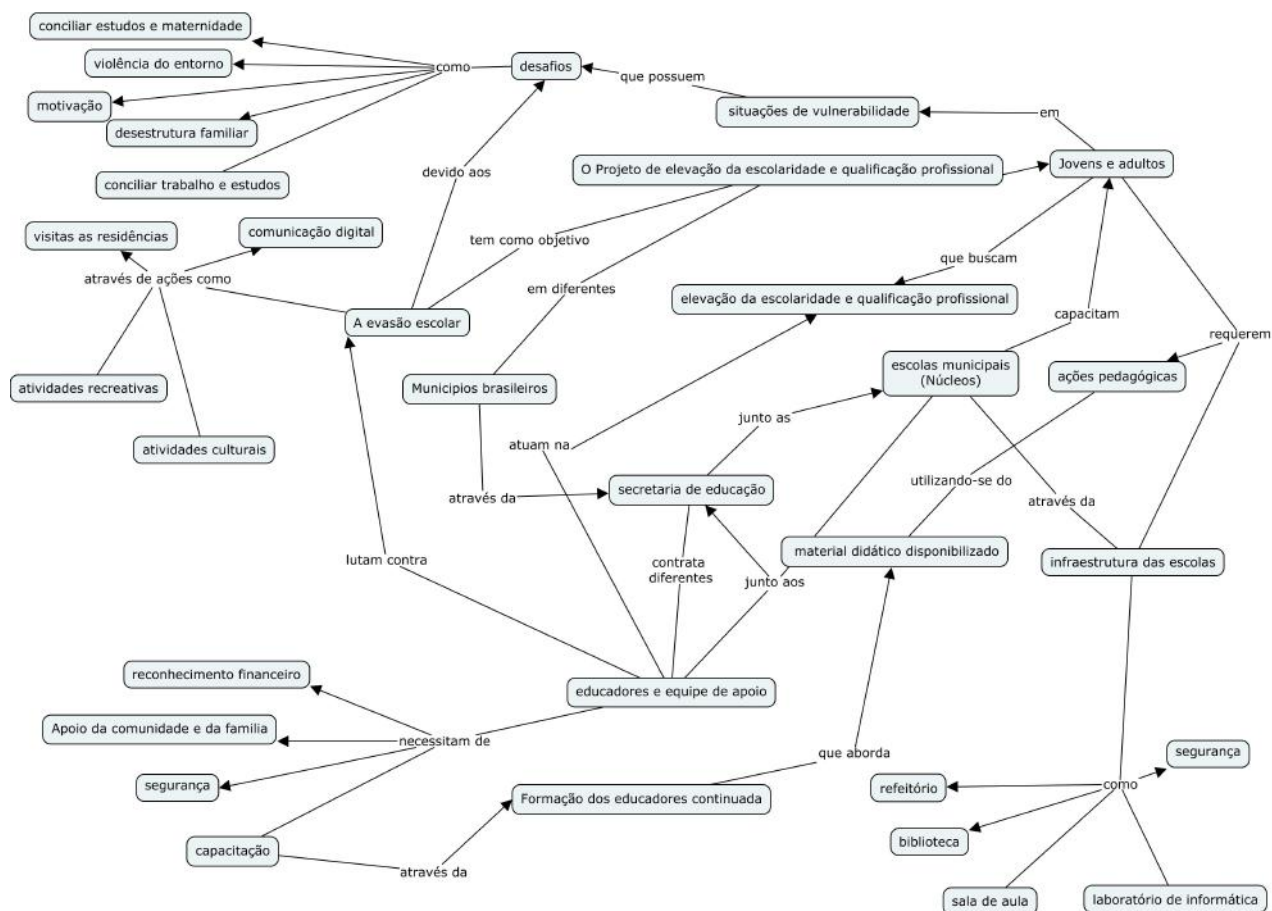 conciliar estudos e maternidade
violência do entorno
como
desafios
que possuem
motivação
situações de vulnerabilidade
em
desestrutura familiar
devido aos
O Projeto de elevação da escolaridade e qualificação profissional
Jovens e adultos
conciliar trabalho e estudos
visitas as residências
comunicação digital
tem como objetivo
que buscam
através de ações como
em diferentes
elevação da escolaridade e qualificação profissional
A evasão escolar
capacitam
requerem
atividades recreativas
Municipios brasileiros
escolas municipais
(Núcleos)
ações pedagógicas
junto as
atividades culturais
atuam na
através da
secretaria de educação
utilizando-se do
através da
lutam contra
contrata
diferentes
junto aos
material didático disponibilizado
infraestrutura das escolas
reconhecimento financeiro
educadores e equipe de apoio
Apoio da comunidade e da familia
necessitam de
que aborda
segurança
segurança
Formação dos educadores continuada
refeitório
como
capacitação
através da
biblioteca
sala de aula
laboratório de informática